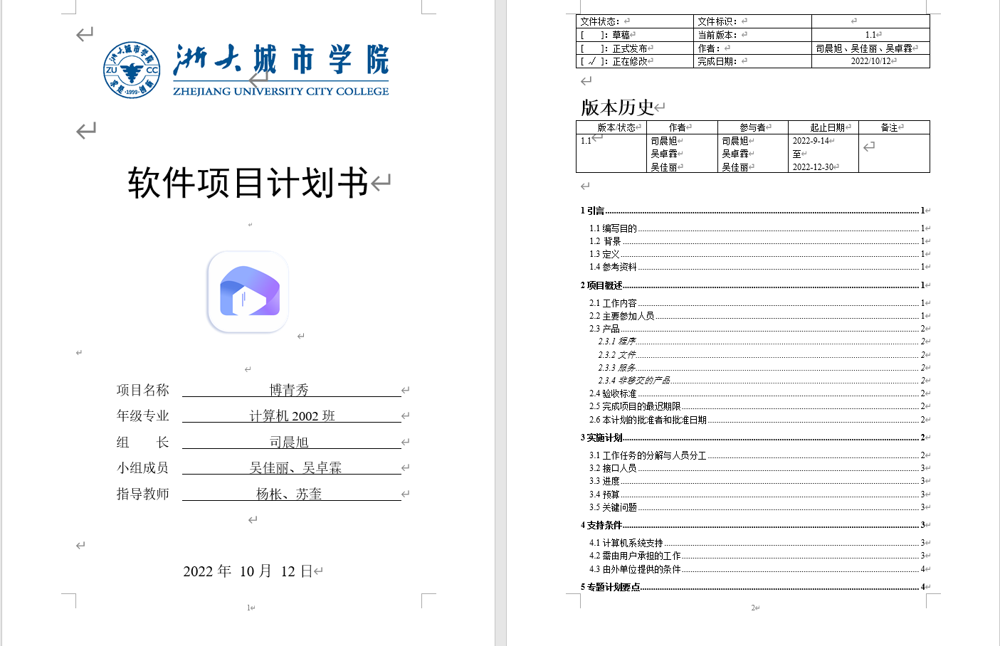 浙大城市学院
ZHEJIANG UNIVERSITY CITY COLLEGE
浙大城市学院
ZU CC
求是·1999·创新
软件项目计划书
项目名称 博青秀
年级专业 计算机 2002 班
组 长 司晨旭
小组成员 吴佳丽、吴卓霖
指导教师 杨枨、苏奎
2022 年 10 月 12 日
1
文件状态： 文件标识：
[ ]：草稿 当前版本： 1.1
[ ]：正式发布 作者： 司晨旭、吴佳丽、吴卓霖
[ √ ]：正在修改 完成日期： 2022/10/12
版本历史
版本/状态 作者 参与者 起止日期 备注
1.1 司晨旭 司晨旭 2022-9-14
吴卓霖 吴卓霖 至
吴佳丽 吴佳丽 2022-12-30
1 引言 1
1.1 编写目的 1
1.2 背景 1
1.3 定义 1
1.4 参考资料 1
2 项目概述 1
2.1 工作内容 1
2.2 主要参加人员 1
2.3 产品 2
2.3.1 程序 2
2.3.2 文件 2
2.3.3 服务 2
2.3.4 非移交的产品 2
2.4 验收标准 2
2.5 完成项目的最迟期限 2
2.6 本计划的批准者和批准日期 2
3 实施计划 2
3.1 工作任务的分解与人员分工 2
3.2 接口人员 3
3.3 进度 3
3.4 预算 3
3.5 关键问题 3
4 支持条件 3
4.1 计算机系统支持 3
4.2 需由用户承担的工作 3
4.3 由外单位提供的条件 4
5 专题计划要点 4
2